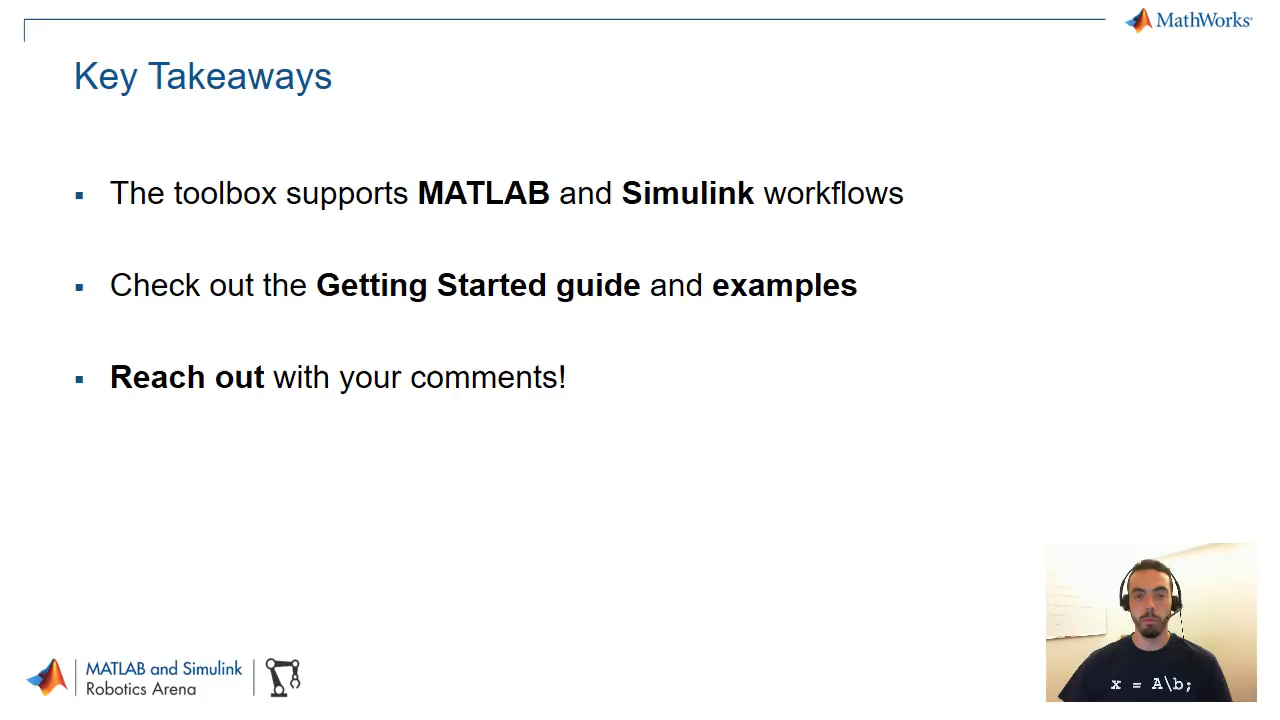 MathWorks®
Key Takeaways
▪ The toolbox supports MATLAB and Simulink workflows
▪ Check out the Getting Started guide and examples
▪ Reach out with your comments!
x = A\b;
MATLAB and Simulink
Robotics Arena